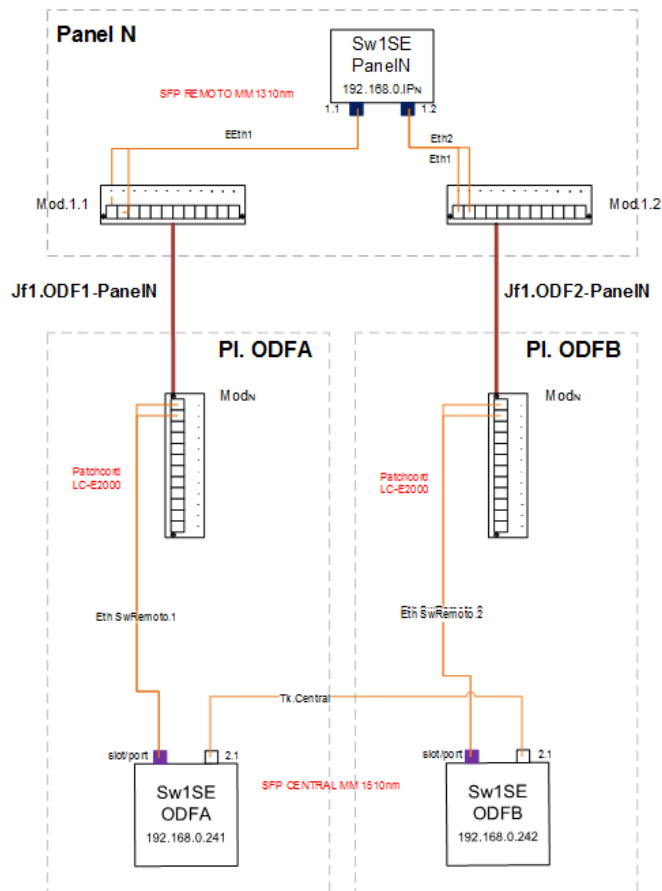 Panel N
Sw1SE
PanelN
192.168.0.IPN
SFP REMOTO MM1310nm
1.1
1.2
EEth1
Eth2
Eth1
Mod.1.1
Mod.1.2
Jf1.ODF1-PanelN
Jf1.ODF2-PanelN
Pl. ODFA
Pl. ODFB
ModN
ModN
Patchcord
LC-E2000
Patchcord
LC-E2000
Eth SwRemoto.1
Eth SwRemoto.2
Tk.Central
slot/port
2.1
slot/port
2.1
SFP CENTRAL MM 1510nm
Sw1SE
ODFA
192.168.0.241
Sw1SE
ODFB
192.168.0.242